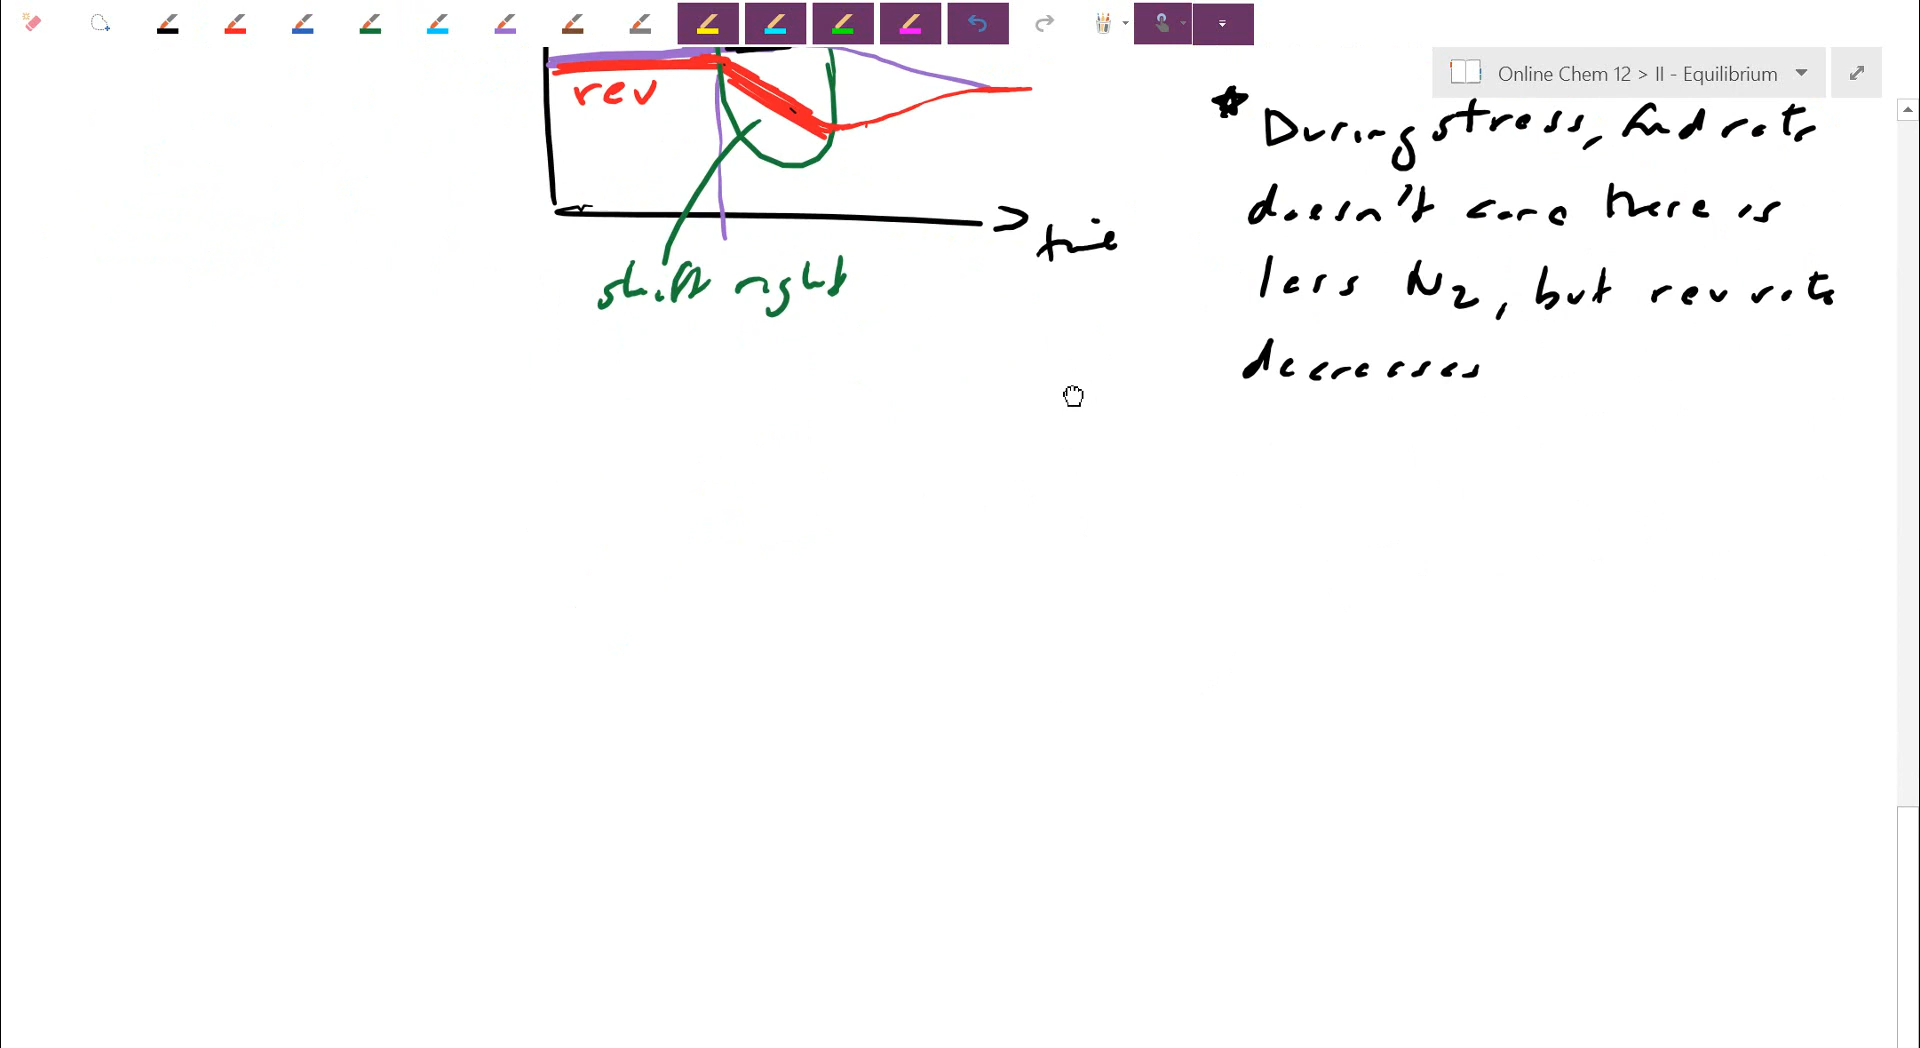 Online Chem 12 > II - Equilibrium
rev
time
shift right
* During stress, fwd rate
doesn't care there is
less N2, but rev rate
decreases